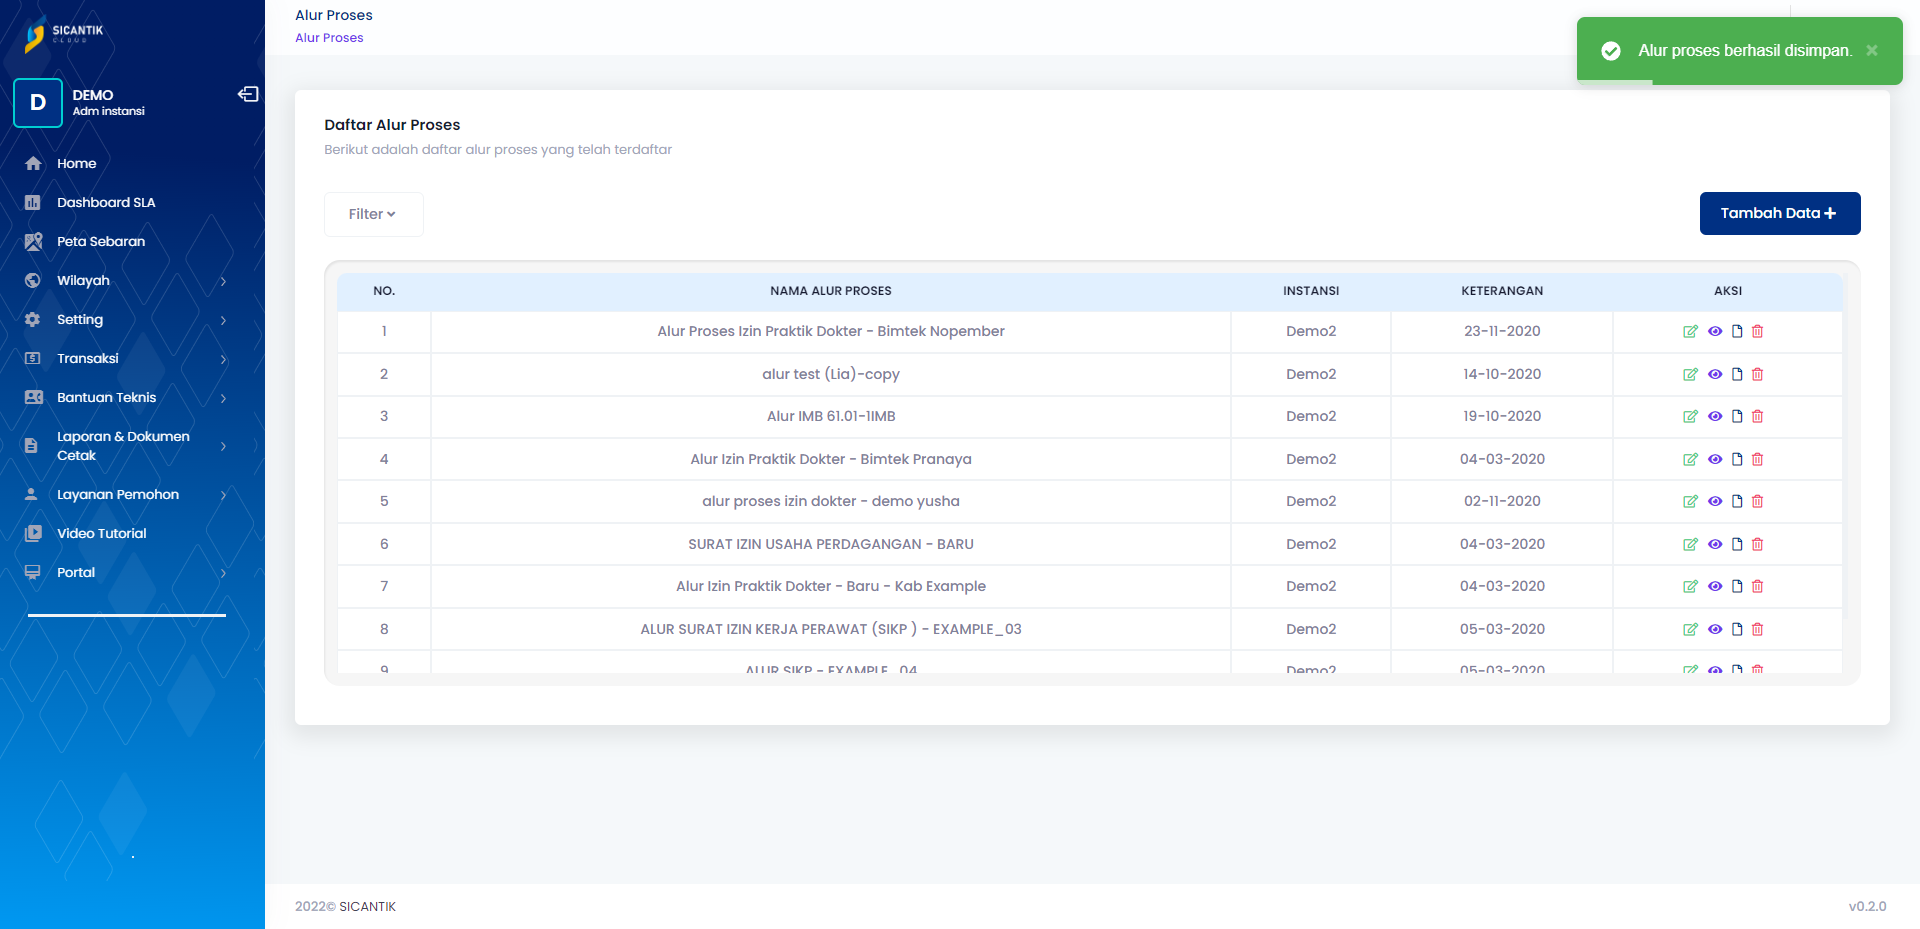 SICANTIK
CLOUD
D
DEMO
Adm instansi
Home
Dashboard SLA
Peta Sebaran
Wilayah
Setting
Transaksi
Bantuan Teknis
Laporan & Dokumen
Cetak
Layanan Pemohon
Video Tutorial
Portal
Alur Proses
Alur Proses
Alur proses berhasil disimpan. ×
Daftar Alur Proses
Berikut adalah daftar alur proses yang telah terdaftar
Filter
Tambah Data +
NO. NAMA ALUR PROSES INSTANSI KETERANGAN AKSI
1 Alur Proses Izin Praktik Dokter - Bimtek Nopember Demo2 23-11-2020
2 alur test (Lia)-copy Demo2 14-10-2020
3 Alur IMB 61.01-1IMB Demo2 19-10-2020
4 Alur Izin Praktik Dokter - Bimtek Pranaya Demo2 04-03-2020
5 alur proses izin dokter - demo yusha Demo2 02-11-2020
6 SURAT IZIN USAHA PERDAGANGAN - BARU Demo2 04-03-2020
7 Alur Izin Praktik Dokter - Baru - Kab Example Demo2 04-03-2020
8 ALUR SURAT IZIN KERJA PERAWAT (SIKP ) - EXAMPLE_03 Demo2 05-03-2020
9 ALUR SIKP - EXAMPLE_04 Demo2 05-03-2020
2022© SICANTIK
v0.2.0